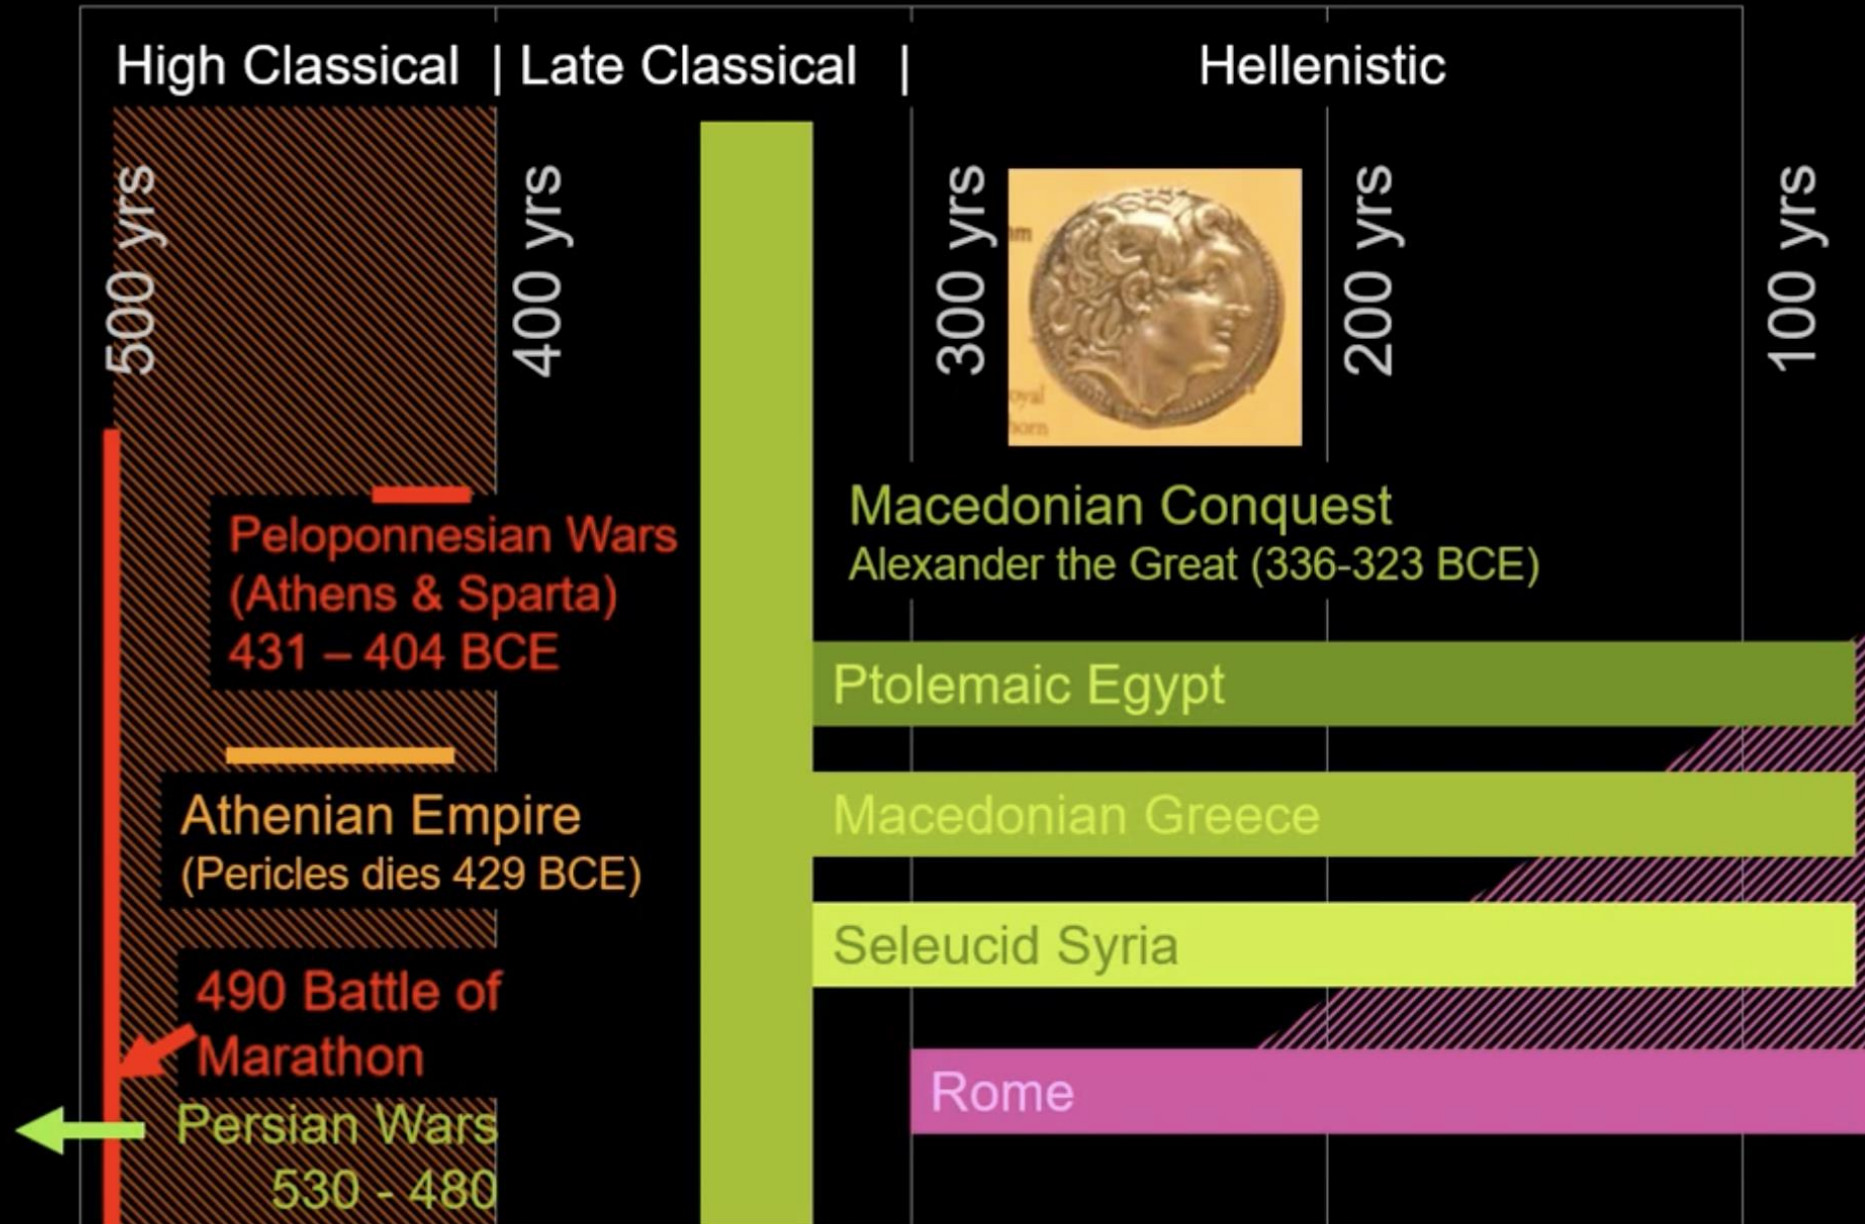 High Classical | Late Classical | Hellenistic
500 yrs
400 yrs
300 yrs
200 yrs
100 yrs
oyal
horn
Macedonian Conquest
Alexander the Great (336-323 BCE)
Peloponnesian Wars
(Athens & Sparta)
431 – 404 BCE
Ptolemaic Egypt
Athenian Empire
(Pericles dies 429 BCE)
Macedonian Greece
Seleucid Syria
490 Battle of
Marathon
Rome
Persian Wars
530 - 480